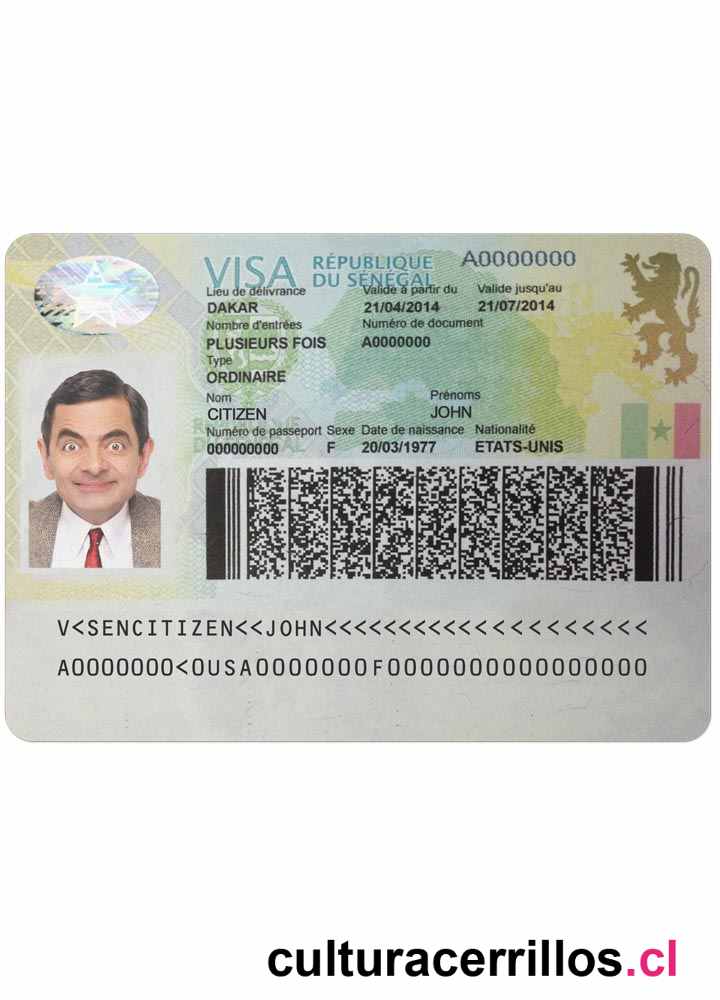 VISA RÉPUBLIQUE DU SÉNÉGAL A0000000
Lieu de délivrance Valide à partir du Valide jusqu'au
DAKAR 21/04/2014 21/07/2014
Nombre d'entrées Numéro de document
PLUSIEURS FOIS A0000000
Type
ORDINAIRE
Nom Prénoms
CITIZEN JOHN
Numéro de passeport Sexe Date de naissance Nationalité
000000000 F 20/03/1977 ETATS-UNIS
V<SENCITIZEN<<JOHN<<<<<<<<<<<<<<<<<<<<
A0000000<0USA0000000F0000000000000000
culturacerrillos.cl